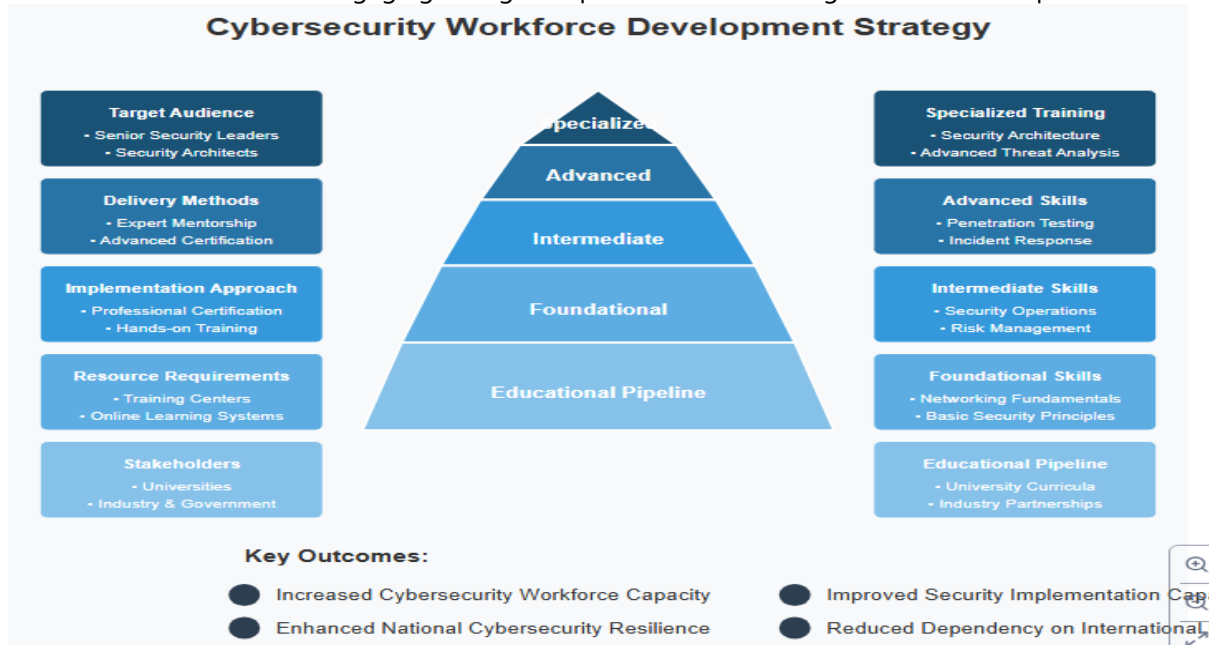 Cybersecurity Workforce Development Strategy
Target Audience
- Senior Security Leaders
- Security Architects
Delivery Methods
- Expert Mentorship
- Advanced Certification
Implementation Approach
- Professional Certification
- Hands-on Training
Resource Requirements
- Training Centers
- Online Learning Systems
Stakeholders
- Universities
- Industry & Government
Specialized
Advanced
Intermediate
Foundational
Educational Pipeline
Specialized Training
- Security Architecture
- Advanced Threat Analysis
Advanced Skills
- Penetration Testing
- Incident Response
Intermediate Skills
- Security Operations
- Risk Management
Foundational Skills
- Networking Fundamentals
- Basic Security Principles
Educational Pipeline
- University Curricula
- Industry Partnerships
Key Outcomes:
Increased Cybersecurity Workforce Capacity
Improved Security Implementation
Enhanced National Cybersecurity Resilience
Reduced Dependency on International